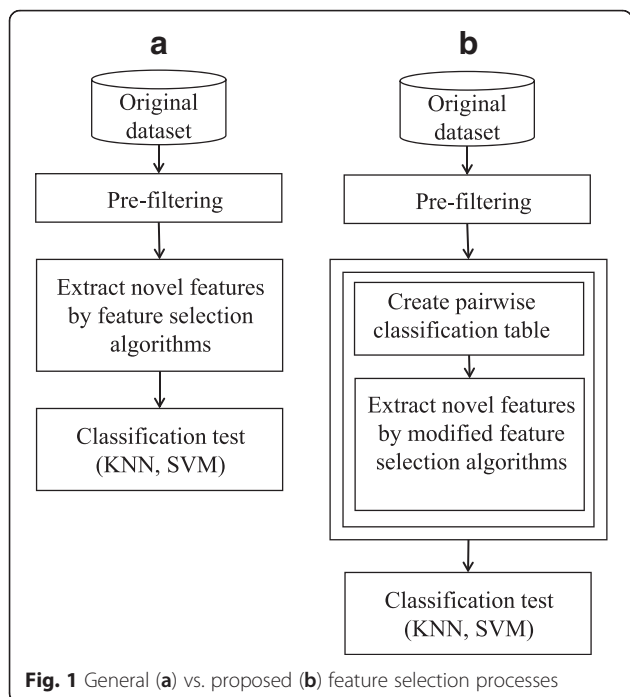 a
Original
dataset
Pre-filtering
Extract novel features
by feature selection
algorithms
Classification test
(KNN, SVM)
b
Original
dataset
Pre-filtering
Create pairwise
classification table
Extract novel features
by modified feature
selection algorithms
Classification test
(KNN, SVM)
Fig. 1 General (a) vs. proposed (b) feature selection processes